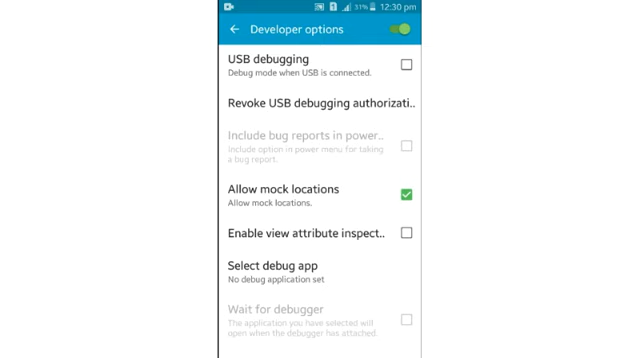 31% 12:30 pm
Developer options
USB debugging
Debug mode when USB is connected.
Revoke USB debugging authorizati..
Include bug reports in power..
Include option in power menu for taking
a bug report.
Allow mock locations
Allow mock locations.
Enable view attribute inspect..
Select debug app
No debug application set
Wait for debugger
The application you have selected will
open when the debugger has attached.